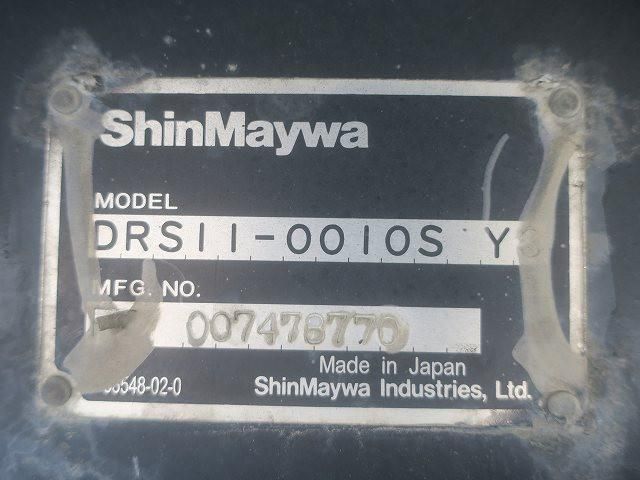 ShinMaywa
MODEL
DRS11-0010S Y
MFG. NO.
007478770
Made in Japan
ShinMaywa Industries, Ltd.